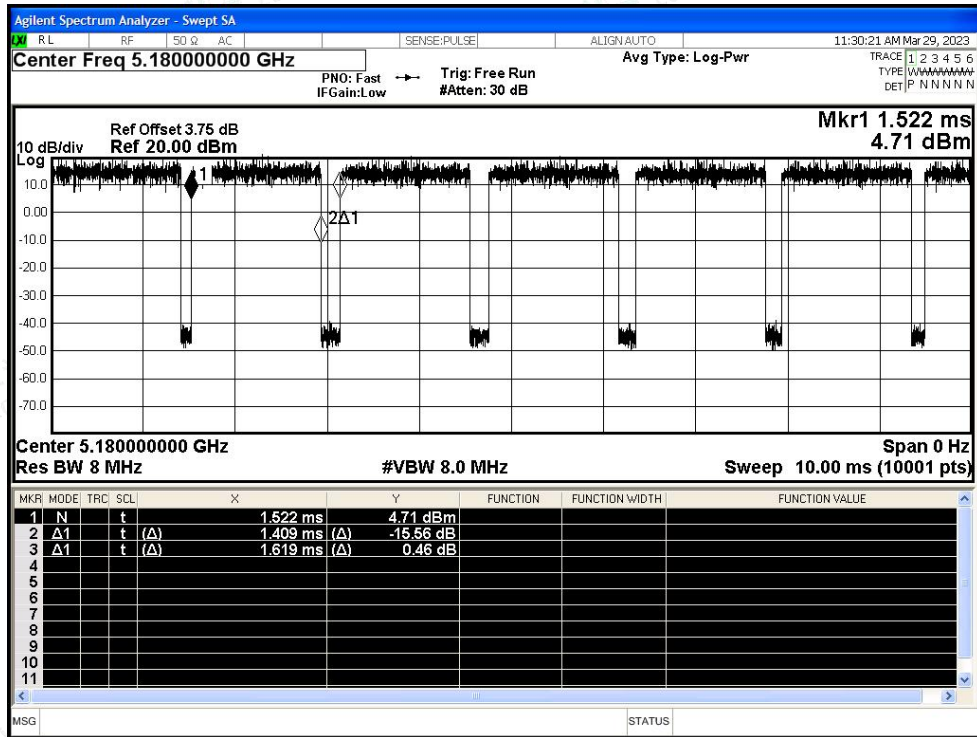 Agilent Spectrum Analyzer - Swept SA
LXI RL RF 50 Ω AC SENSE:PULSE ALIGN AUTO 11:30:21 AM Mar 29, 2023
Center Freq 5.180000000 GHz Avg Type: Log-Pwr TRACE 1 2 3 4 5 6
PNO: Fast Trig: Free Run TYPE WWWWWW
IFGain:Low #Atten: 30 dB DET P N N N N N
Mkr1 1.522 ms
Ref Offset 3.75 dB
10 dB/div Ref 20.00 dBm 4.71 dBm
Log
1
10.0
0.00
2Δ1
-10.0
-20.0
-30.0
-40.0
-50.0
-60.0
-70.0
Center 5.180000000 GHz Span 0 Hz
Res BW 8 MHz #VBW 8.0 MHz Sweep 10.00 ms (10001 pts)
MKR MODE TRC SCL X Y FUNCTION FUNCTION WIDTH FUNCTION VALUE
1 N t 1.522 ms 4.71 dBm
2 Δ1 t (Δ) 1.409 ms (Δ) -15.56 dB
3 Δ1 t (Δ) 1.619 ms (Δ) 0.46 dB
4
5
6
7
8
9
10
11
MSG STATUS